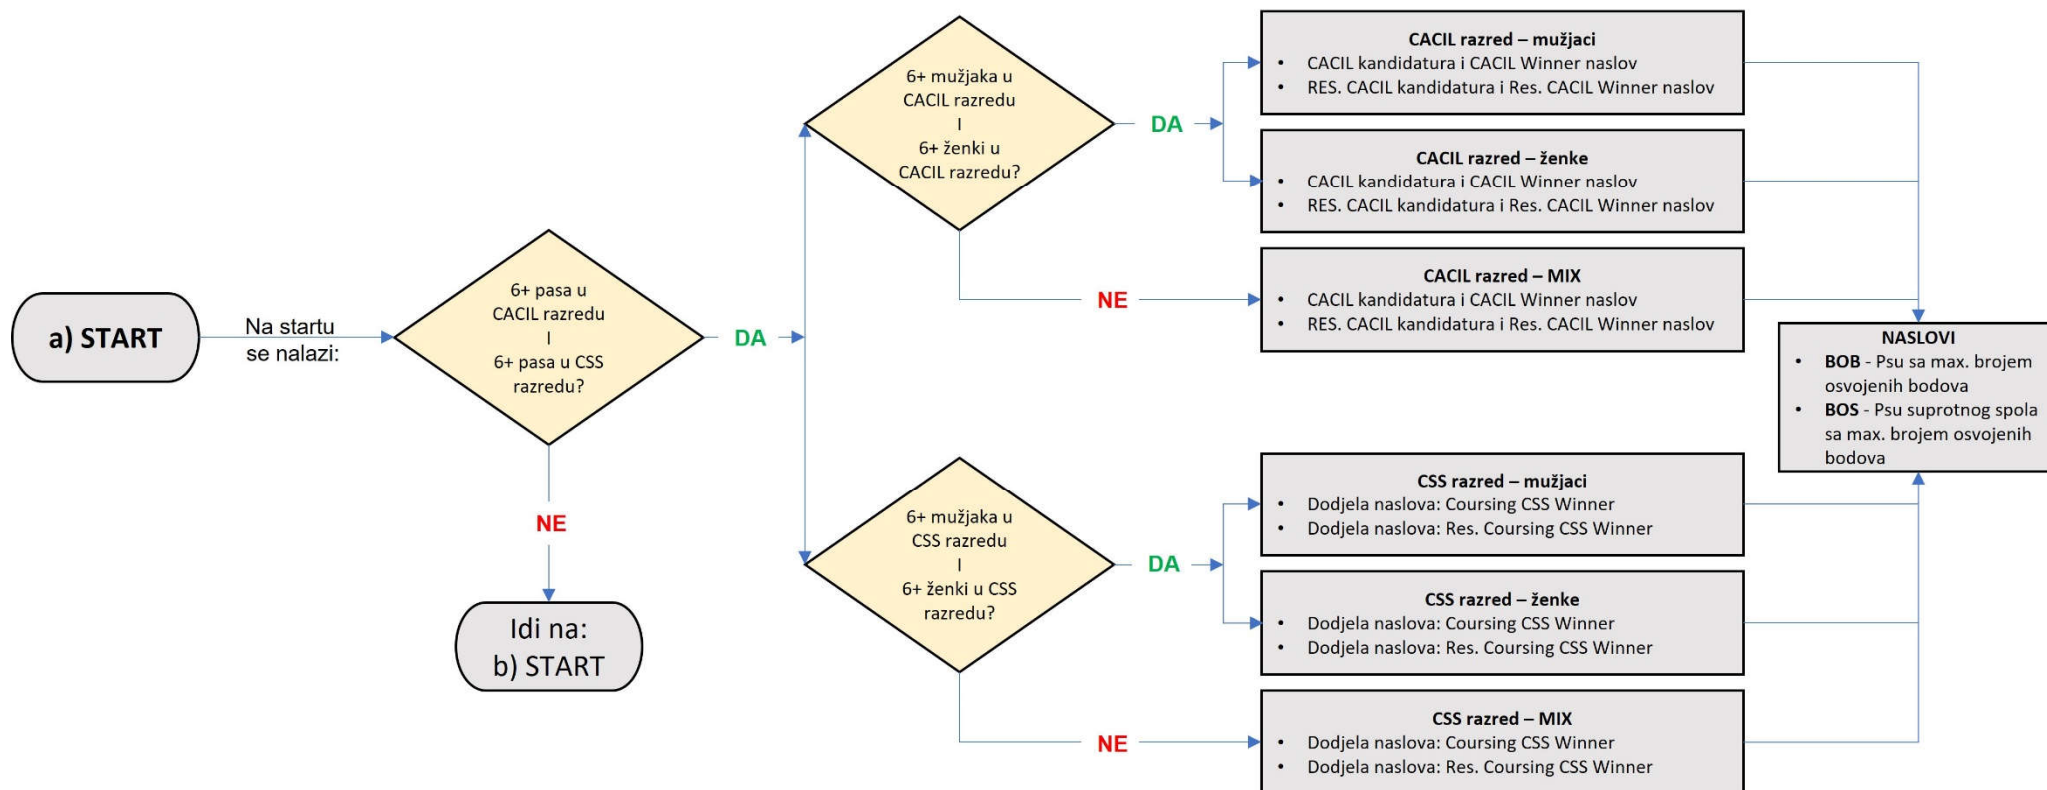 a) START
Na startu
se nalazi:
6+ pasa u
CACIL razredu
I
6+ pasa u CSS
razredu?
DA
NE
Idi na:
b) START
6+ mužjaka u
CACIL razredu
I
6+ ženki u
CACIL razredu?
DA
NE
CACIL razred – mužjaci
• CACIL kandidatura i CACIL Winner naslov
• RES. CACIL kandidatura i Res. CACIL Winner naslov
CACIL razred – ženke
• CACIL kandidatura i CACIL Winner naslov
• RES. CACIL kandidatura i Res. CACIL Winner naslov
CACIL razred – MIX
• CACIL kandidatura i CACIL Winner naslov
• RES. CACIL kandidatura i Res. CACIL Winner naslov
6+ mužjaka u
CSS razredu
I
6+ ženki u CSS
razredu?
DA
NE
CSS razred – mužjaci
• Dodjela naslova: Coursing CSS Winner
• Dodjela naslova: Res. Coursing CSS Winner
CSS razred – ženke
• Dodjela naslova: Coursing CSS Winner
• Dodjela naslova: Res. Coursing CSS Winner
CSS razred – MIX
• Dodjela naslova: Coursing CSS Winner
• Dodjela naslova: Res. Coursing CSS Winner
NASLOVI
• BOB - Psu sa max. brojem
osvojenih bodova
• BOS - Psu suprotnog spola
sa max. brojem osvojenih
bodova